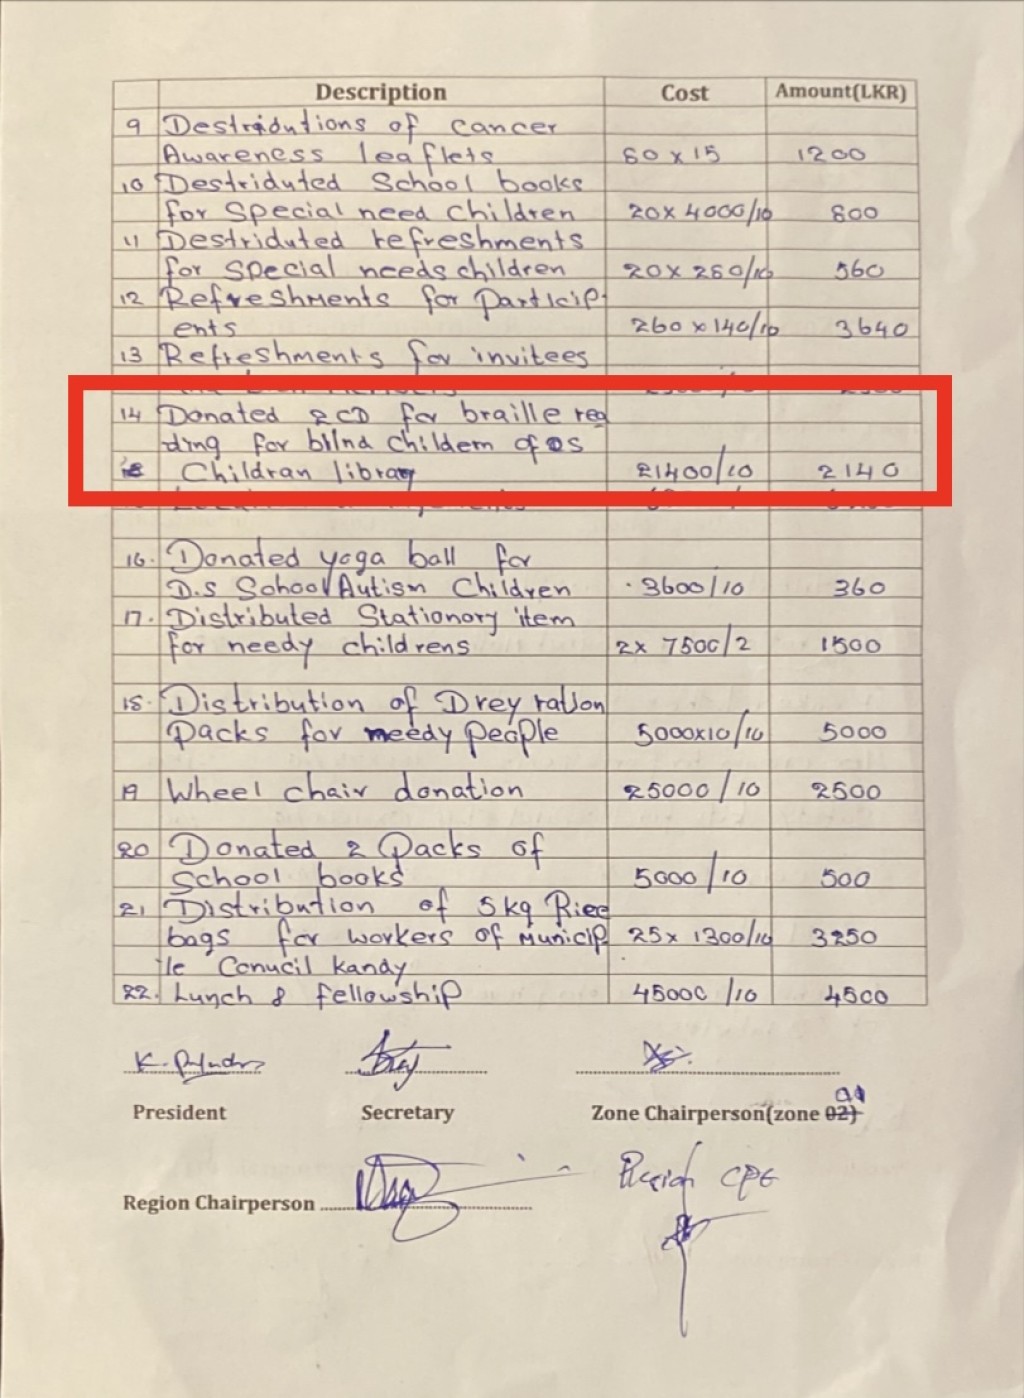 Description Cost Amount(LKR)
9 Destridutions of cancer
Awareness leaflets 80 x 15 1200
10 Destriduted School books
for special need children 20x 4000/10 800
11 Destriduted refreshments
for special needs children 20x 280/10 560
12 Refreshments for Particip
ents 260 x 140/10 3640
13 Refreshments for invitees
14 Donated 2 CD for braille rea
ding for blind childern of DS
Childran library 21400/10 2140
16. Donated yoga ball for
D.S School Autism Children 3600/10 360
17. Distributed Stationory item
for needy childrens 2x 7500/2 1500
18. Distribution of Drey ration
Packs for needy people 5000x10/10 5000
19 Wheel chair donation 25000/10 2500
20 Donated 2 Packs of
School books 5000/10 500
21 Distribution of 5kg Rice
bags for workers of Municip 25x 1300/10 3250
le Conucil kandy
22. Lunch & fellowship 45000/10 4500
President Secretary Zone Chairperson(zone 02)
Region Chairperson
Region